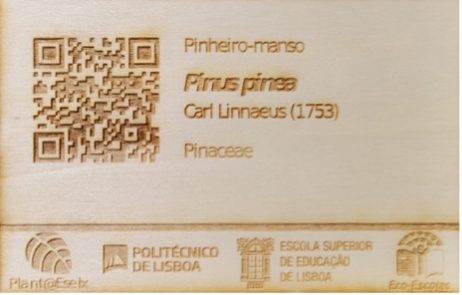 Pinheiro-manso
Pinus pinea
Carl Linnaeus (1753)
Pinaceae
Plant@Eselx
POLITÉCNICO
DE LISBOA
ESCOLA SUPERIOR
DE EDUCAÇÃO
DE LISBOA
Eco-Escolas